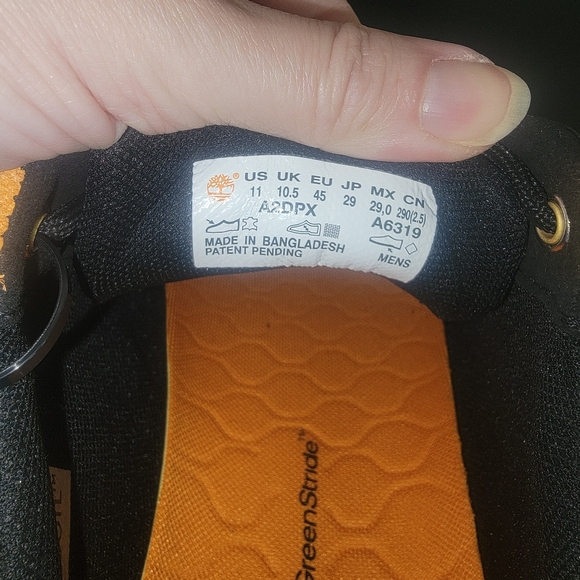 US UK EU JP MX CN
11 10.5 45 29 29,0 290(2.5)
A2DPX A6319
MADE IN BANGLADESH
PATENT PENDING
MENS
GreenStride™